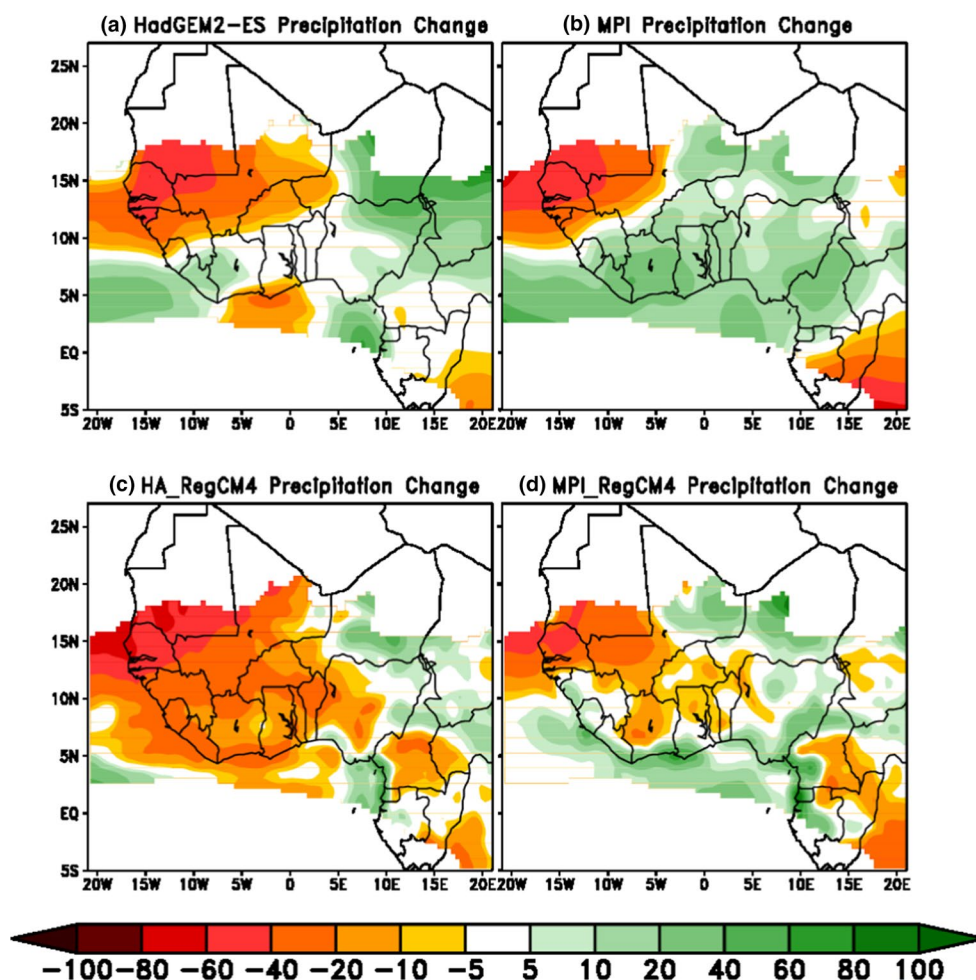 (a) HadGEM2-ES Precipitation Change
(b) MPI Precipitation Change
25N
20N
15N
10N
5N
EQ
5S
20W 15W 10W 5W 0 5E 10E 15E 20E
20W 15W 10W 5W 0 5E 10E 15E 20E
(c) HA_RegCM4 Precipitation Change
(d) MPI_RegCM4 Precipitation Change
25N
20N
15N
10N
5N
EQ
5S
20W 15W 10W 5W 0 5E 10E 15E 20E
20W 15W 10W 5W 0 5E 10E 15E 20E
-100 -80 -60 -40 -20 -10 -5 5 10 20 40 60 80 100